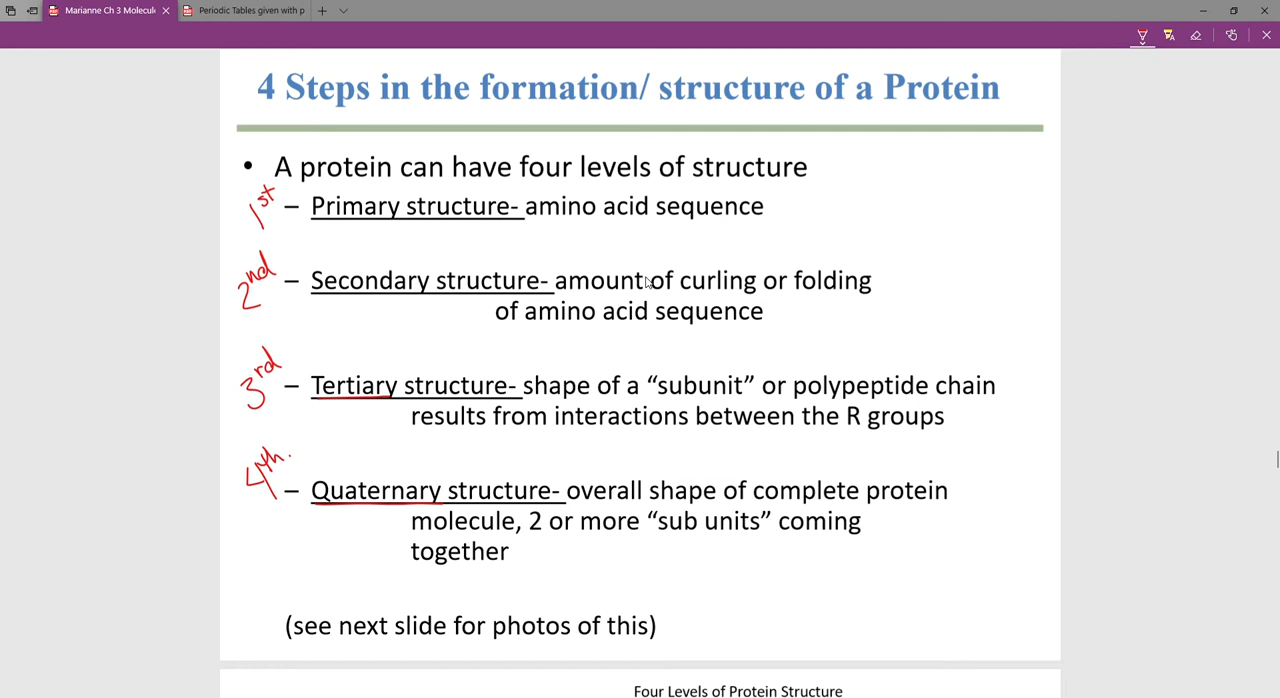 Marianne Ch 3 Molecul
Periodic Tables given with p
4 Steps in the formation/ structure of a Protein
• A protein can have four levels of structure
1st – Primary structure- amino acid sequence
2nd – Secondary structure- amount of curling or folding
of amino acid sequence
3rd – Tertiary structure- shape of a “subunit” or polypeptide chain
results from interactions between the R groups
4th. – Quaternary structure- overall shape of complete protein
molecule, 2 or more “sub units” coming
together
(see next slide for photos of this)
Four Levels of Protein Structure